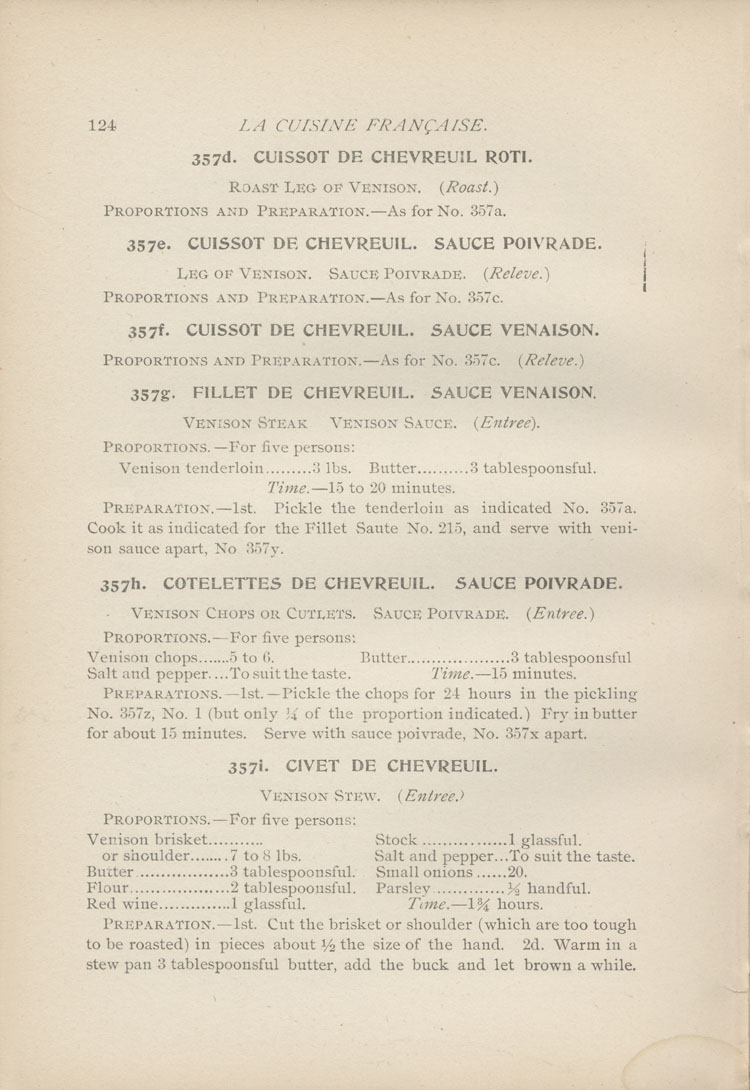 124 LA CUISINE FRANÇAISE.
357d. CUISSOT DE CHEVREUIL ROTI.
ROAST LEG OF VENISON. (Roast.)
PROPORTIONS AND PREPARATION.—As for No. 357a.
357e. CUISSOT DE CHEVREUIL. SAUCE POIVRADE.
LEG OF VENISON. SAUCE POIVRADE. (Releve.)
PROPORTIONS AND PREPARATION.—As for No. 357c.
357f. CUISSOT DE CHEVREUIL. SAUCE VENAISON.
PROPORTIONS AND PREPARATION.—As for No. 357c. (Releve.)
357g. FILLET DE CHEVREUIL. SAUCE VENAISON.
VENISON STEAK VENISON SAUCE. (Entree).
PROPORTIONS.—For five persons:
Venison tenderloin.........3 lbs. Butter..........3 tablespoonsful.
Time.—15 to 20 minutes.
PREPARATION.—1st. Pickle the tenderloin as indicated No. 357a.
Cook it as indicated for the Fillet Saute No. 215, and serve with veni-
son sauce apart, No 357y.
357h. COTELETTES DE CHEVREUIL. SAUCE POIVRADE.
VENISON CHOPS OR CUTLETS. SAUCE POIVRADE. (Entree.)
PROPORTIONS.—For five persons:
Venison chops.......5 to 6. Butter....................3 tablespoonsful
Salt and pepper....To suit the taste. Time.—15 minutes.
PREPARATIONS.—1st.—Pickle the chops for 24 hours in the pickling
No. 357z, No. 1 (but only ¼ of the proportion indicated.) Fry in butter
for about 15 minutes. Serve with sauce poivrade, No. 357x apart.
357i. CIVET DE CHEVREUIL.
VENISON STEW. (Entree.)
PROPORTIONS.—For five persons:
Venison brisket........... Stock ................1 glassful.
or shoulder........7 to 8 lbs. Salt and pepper...To suit the taste.
Butter .................3 tablespoonsful. Small onions ......20.
Flour...................2 tablespoonsful. Parsley .............½ handful.
Red wine..............1 glassful. Time.—1¾ hours.
PREPARATION.—1st. Cut the brisket or shoulder (which are too tough
to be roasted) in pieces about ½ the size of the hand. 2d. Warm in a
stew pan 3 tablespoonsful butter, add the buck and let brown a while.